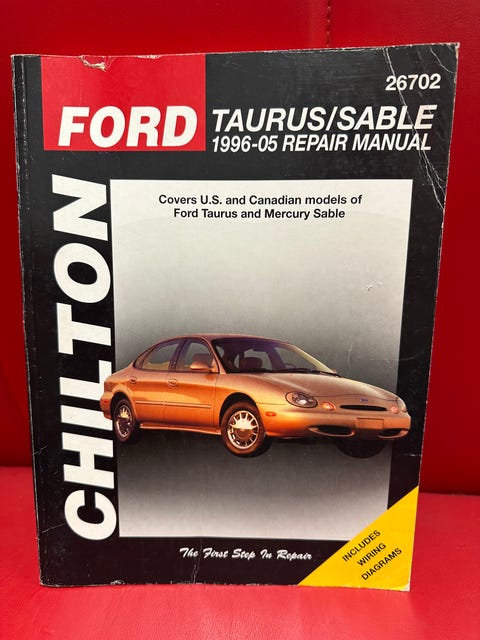 26702
FORD
TAURUS/SABLE
1996-05 REPAIR MANUAL
CHILTON
Covers U.S. and Canadian models of
Ford Taurus and Mercury Sable
The First Step In Repair
INCLUDES
WIRING
DIAGRAMS